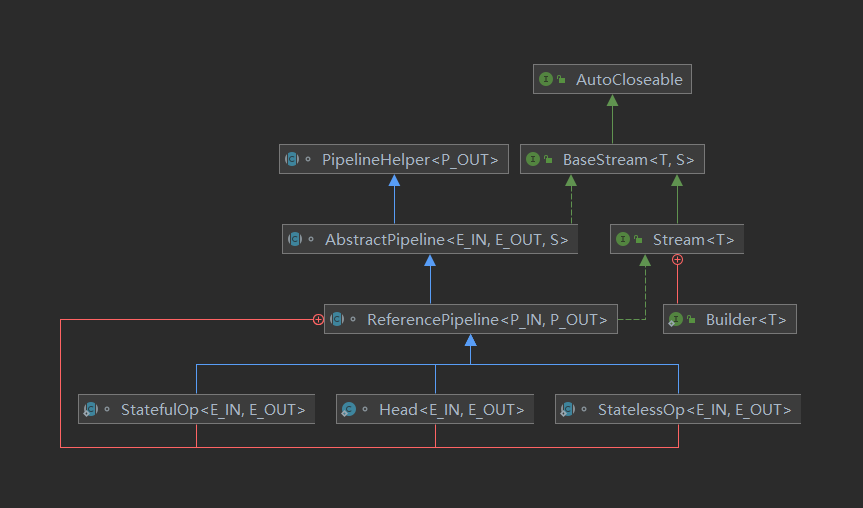 AutoCloseable
PipelineHelper<P_OUT>
BaseStream<T, S>
AbstractPipeline<E_IN, E_OUT, S>
Stream<T>
ReferencePipeline<P_IN, P_OUT>
Builder<T>
StatefulOp<E_IN, E_OUT>
Head<E_IN, E_OUT>
StatelessOp<E_IN, E_OUT>